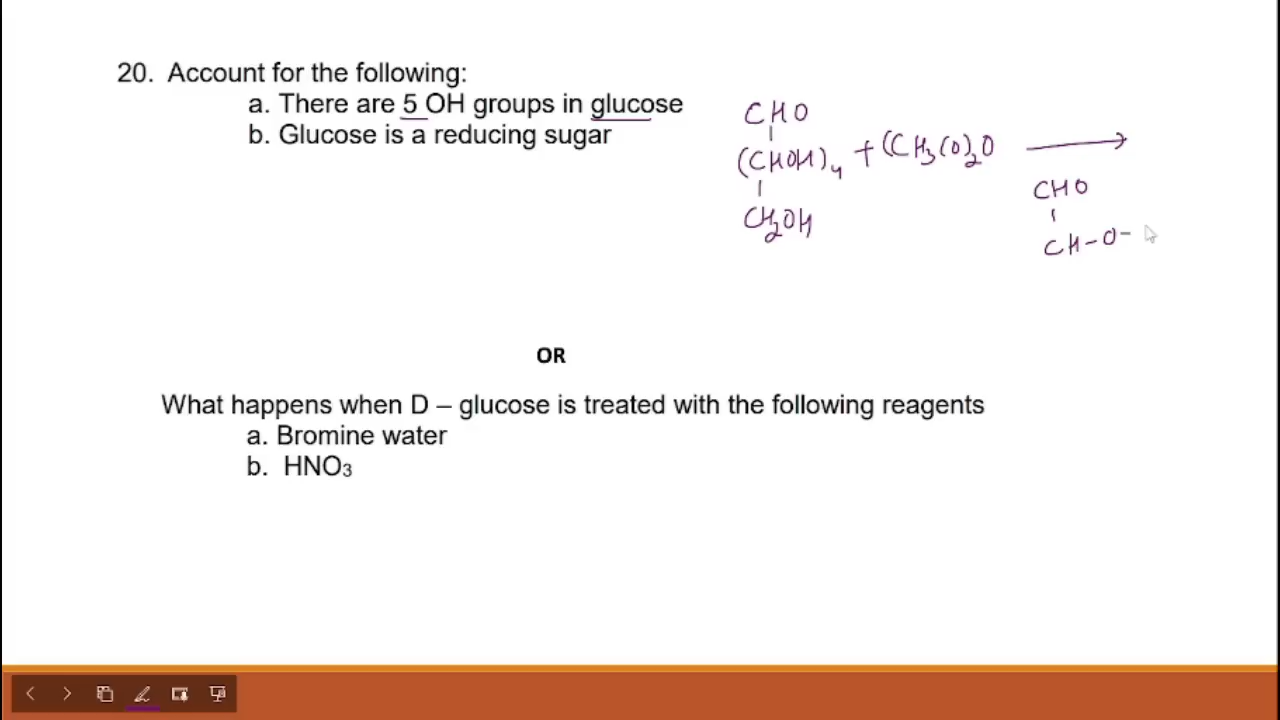 20. Account for the following:
a. There are 5 OH groups in glucose
b. Glucose is a reducing sugar
CHO
(CHOH)4 + (CH3CO)2O ⟶
CH2OH
CHO
CH-O-
OR
What happens when D – glucose is treated with the following reagents
a. Bromine water
b. HNO3